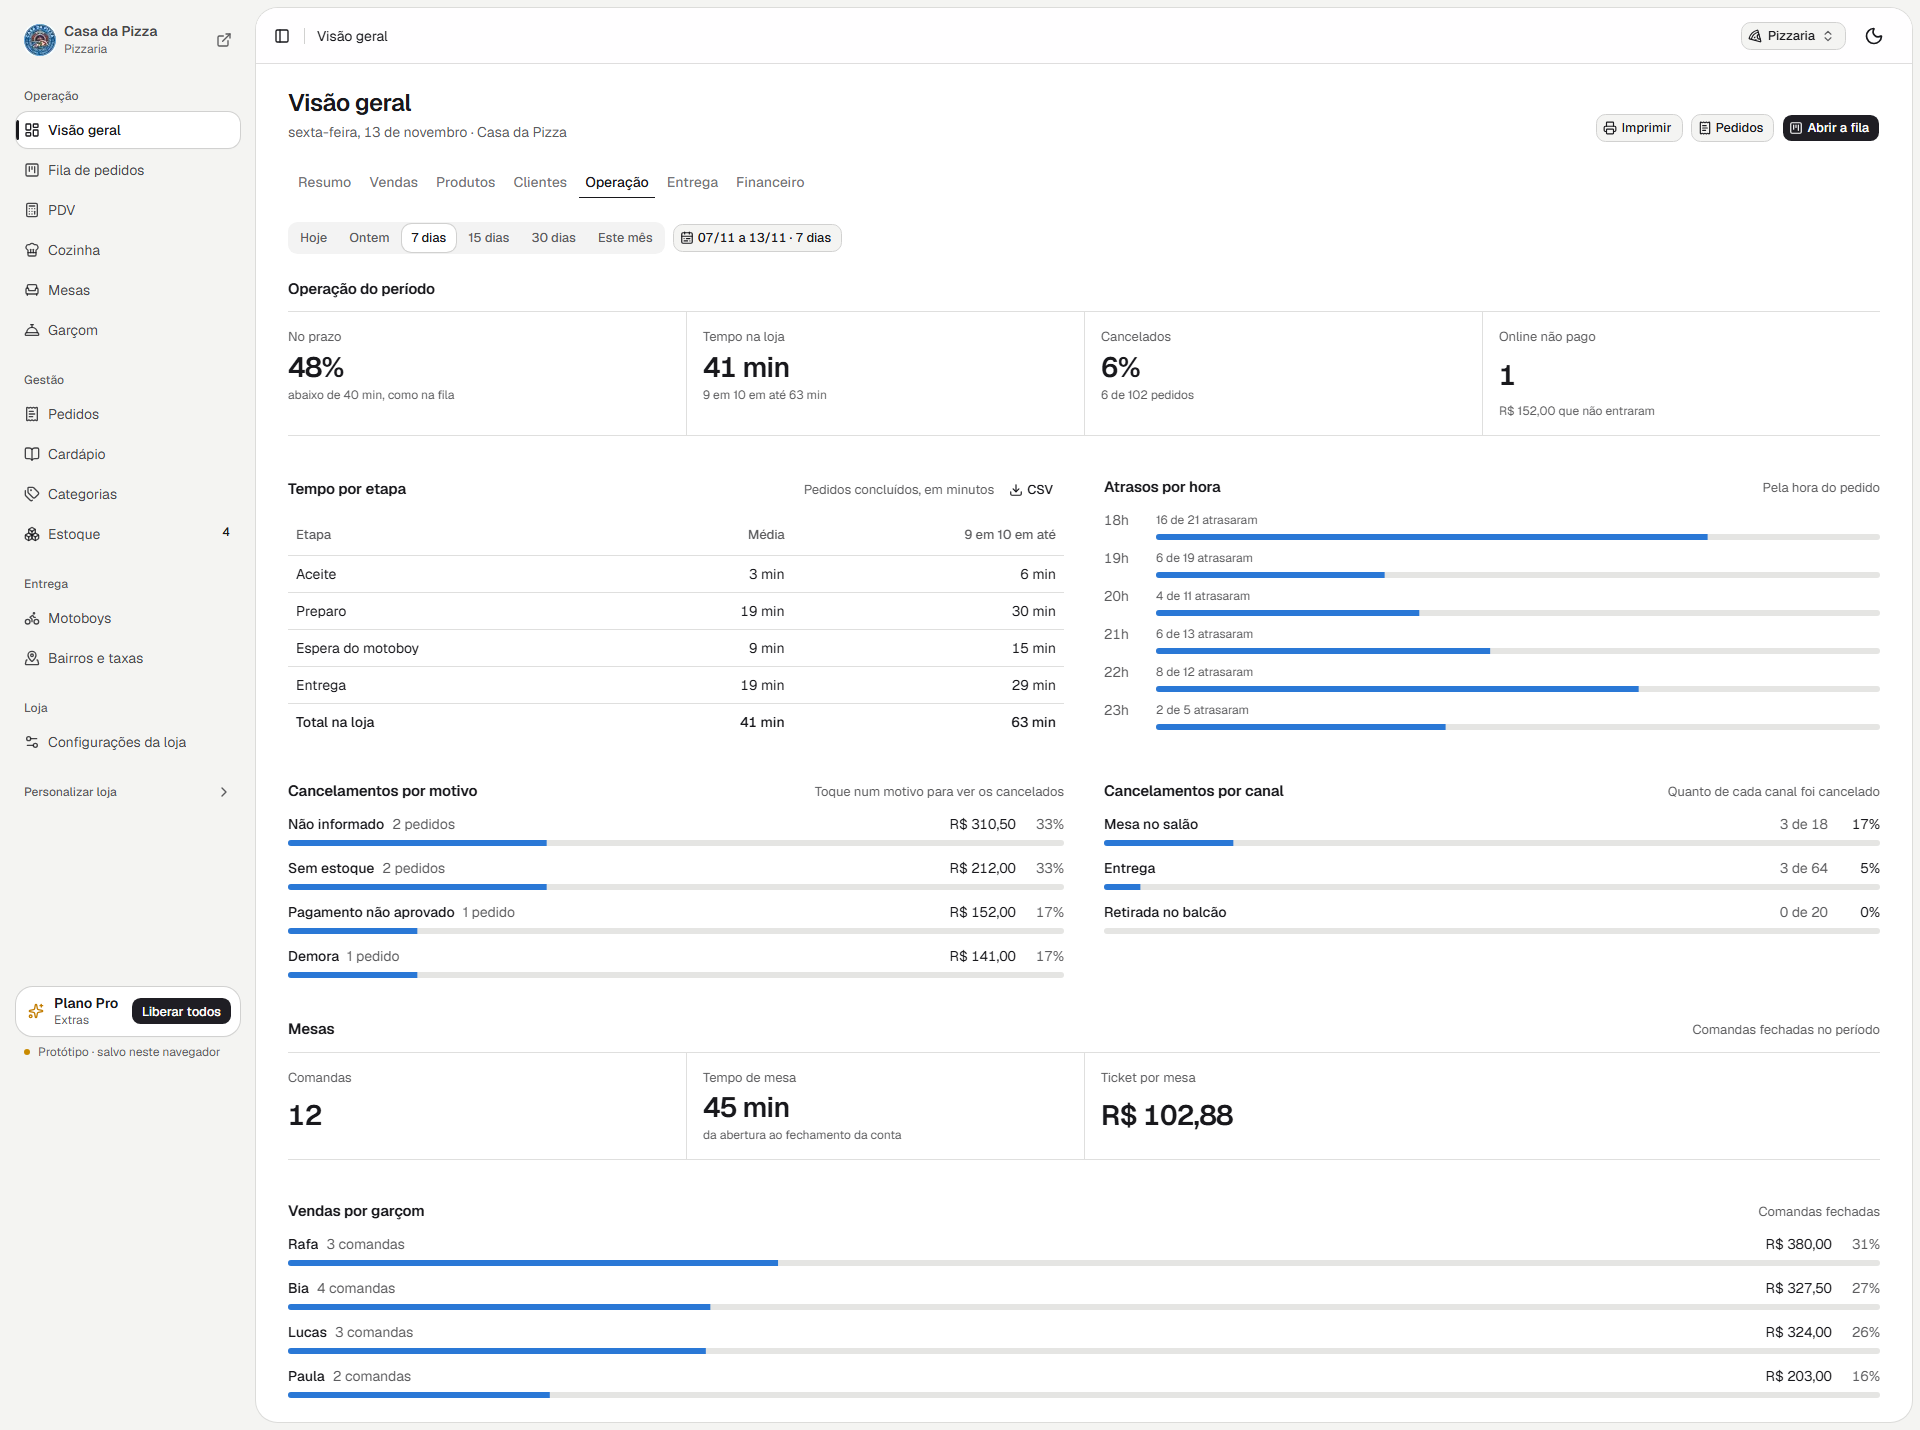 Casa da Pizza
Pizzaria
Operação
Visão geral
Fila de pedidos
PDV
Cozinha
Mesas
Garçom
Gestão
Pedidos
Cardápio
Categorias
Estoque 4
Entrega
Motoboys
Bairros e taxas
Loja
Configurações da loja
Personalizar loja
Plano Pro
Extras
Liberar todos
Protótipo · salvo neste navegador
Visão geral
Pizzaria
Visão geral
sexta-feira, 13 de novembro · Casa da Pizza
Imprimir Pedidos Abrir a fila
Resumo Vendas Produtos Clientes Operação Entrega Financeiro
Hoje Ontem 7 dias 15 dias 30 dias Este mês 07/11 a 13/11 · 7 dias
Operação do período
No prazo
48%
abaixo de 40 min, como na fila
Tempo na loja
41 min
9 em 10 em até 63 min
Cancelados
6%
6 de 102 pedidos
Online não pago
1
R$ 152,00 que não entraram
Tempo por etapa Pedidos concluídos, em minutos CSV
Etapa Média 9 em 10 em até
Aceite 3 min 6 min
Preparo 19 min 30 min
Espera do motoboy 9 min 15 min
Entrega 19 min 29 min
Total na loja 41 min 63 min
Atrasos por hora Pela hora do pedido
18h 16 de 21 atrasaram
19h 6 de 19 atrasaram
20h 4 de 11 atrasaram
21h 6 de 13 atrasaram
22h 8 de 12 atrasaram
23h 2 de 5 atrasaram
Cancelamentos por motivo Toque num motivo para ver os cancelados
Não informado 2 pedidos R$ 310,50 33%
Sem estoque 2 pedidos R$ 212,00 33%
Pagamento não aprovado 1 pedido R$ 152,00 17%
Demora 1 pedido R$ 141,00 17%
Cancelamentos por canal Quanto de cada canal foi cancelado
Mesa no salão 3 de 18 17%
Entrega 3 de 64 5%
Retirada no balcão 0 de 20 0%
Mesas Comandas fechadas no período
Comandas
12
Tempo de mesa
45 min
da abertura ao fechamento da conta
Ticket por mesa
R$ 102,88
Vendas por garçom Comandas fechadas
Rafa 3 comandas R$ 380,00 31%
Bia 4 comandas R$ 327,50 27%
Lucas 3 comandas R$ 324,00 26%
Paula 2 comandas R$ 203,00 16%